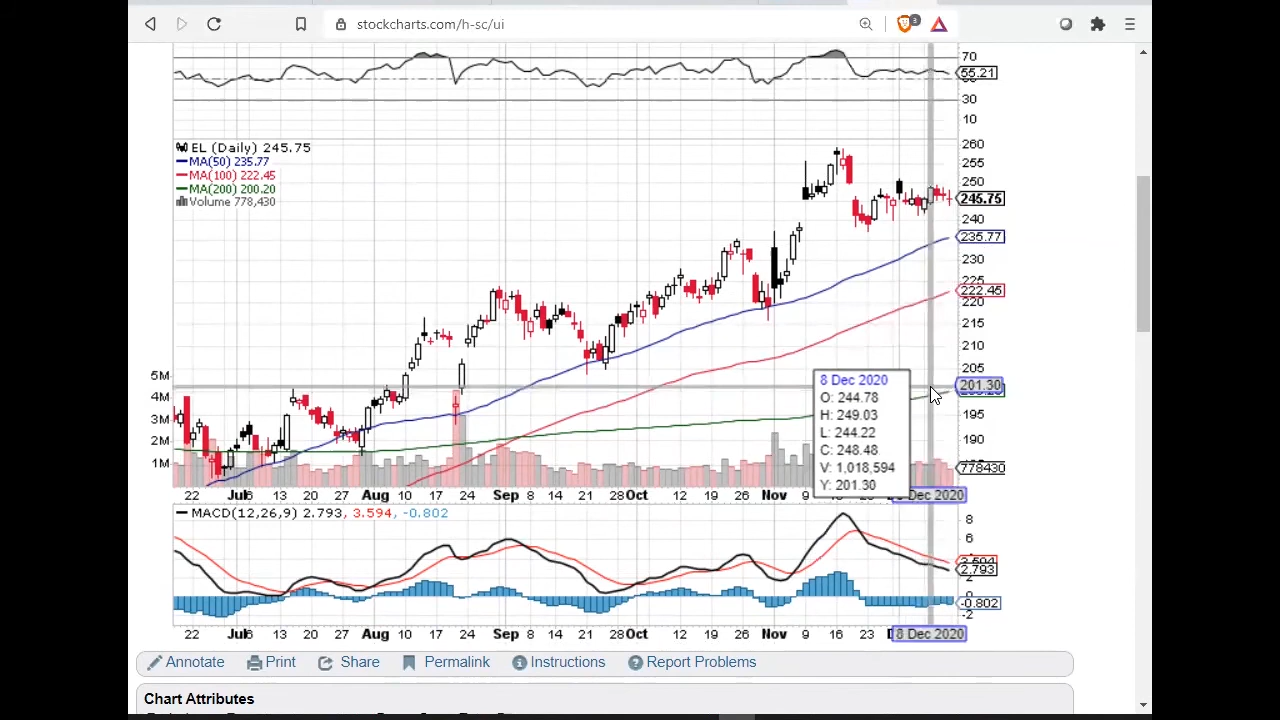 stockcharts.com/h-sc/ui
3
70
55.21
30
10
EL (Daily) 245.75
MA(50) 235.77
MA(100) 222.45
MA(200) 200.20
Volume 778,430
260
255
250
245.75
240
235.77
230
225
222.45
220
215
210
205
201.30
195
190
778430
5M
4M
3M
2M
1M
8 Dec 2020
O: 244.78
H: 249.03
L: 244.22
C: 248.48
V: 1,018,594
Y: 201.30
22 Jul 6 13 20 27 Aug 10 17 24 Sep 8 14 21 28 Oct 12 19 26 Nov 9 Dec 2020
MACD(12,26,9) 2.793, 3.594, -0.802
8
6
2.793
2
0
-0.802
-2
22 Jul 6 13 20 27 Aug 10 17 24 Sep 8 14 21 28 Oct 12 19 26 Nov 9 16 23 8 Dec 2020
Annotate Print Share Permalink Instructions Report Problems
Chart Attributes